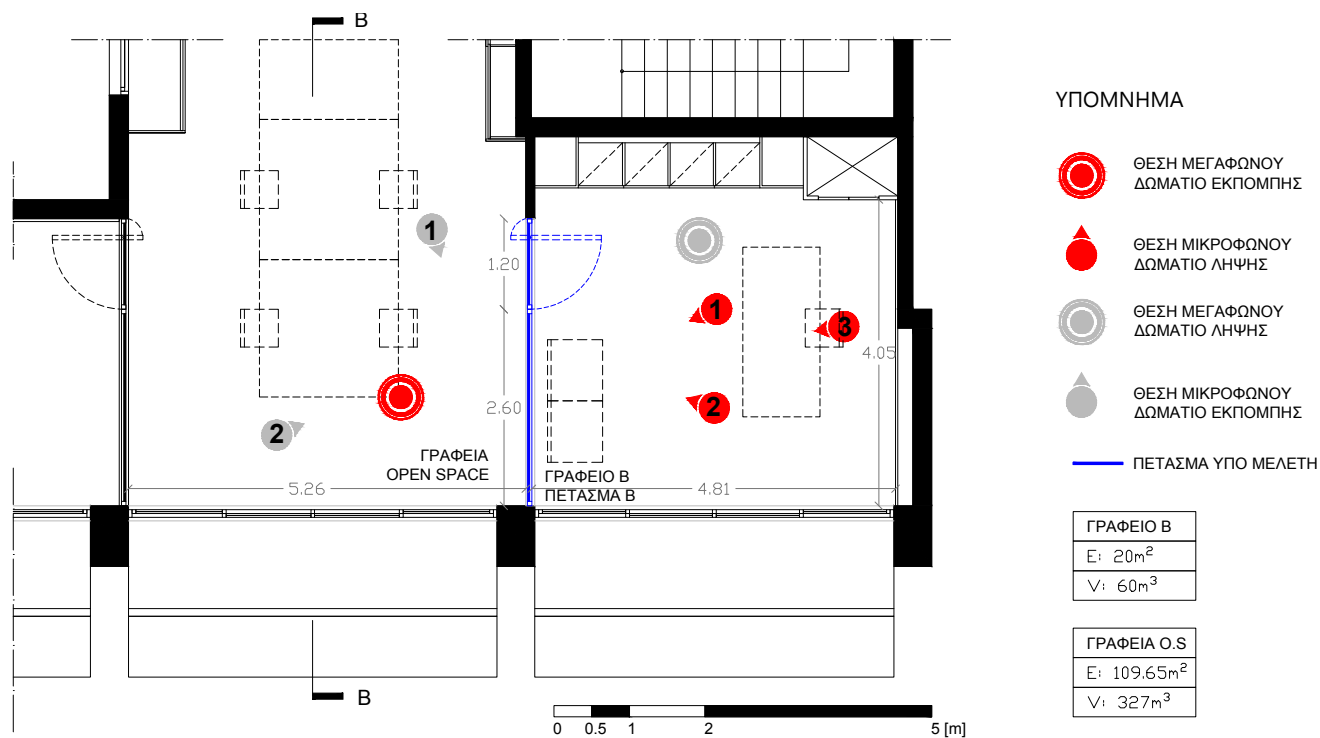 B
1
2
1.20
2.60
5.26
ΓΡΑΦΕΙΑ
OPEN SPACE
1
2
3
4.05
ΓΡΑΦΕΙΟ Β
ΠΕΤΑΣΜΑ Β
4.81
B
0 0.5 1 2 5 [m]
ΥΠΟΜΝΗΜΑ
ΘΕΣΗ ΜΕΓΑΦΩΝΟΥ
ΔΩΜΑΤΙΟ ΕΚΠΟΜΠΗΣ
ΘΕΣΗ ΜΙΚΡΟΦΩΝΟΥ
ΔΩΜΑΤΙΟ ΛΗΨΗΣ
ΘΕΣΗ ΜΕΓΑΦΩΝΟΥ
ΔΩΜΑΤΙΟ ΛΗΨΗΣ
ΘΕΣΗ ΜΙΚΡΟΦΩΝΟΥ
ΔΩΜΑΤΙΟ ΕΚΠΟΜΠΗΣ
ΠΕΤΑΣΜΑ ΥΠΟ ΜΕΛΕΤΗ
ΓΡΑΦΕΙΟ Β
Ε: 20m²
V: 60m³
ΓΡΑΦΕΙΑ O.S
Ε: 109.65m²
V: 327m³